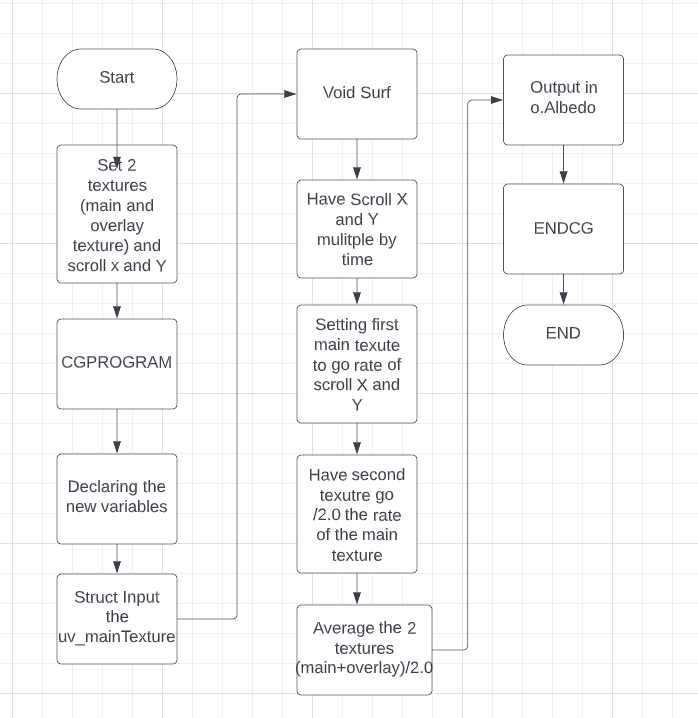 Start
Set 2
textures
(main and
overlay
texture) and
scroll x and Y
CGPROGRAM
Declaring the
new variables
Struct Input
the
uv_mainTexture
Void Surf
Have Scroll X
and Y
mulitple by
time
Setting first
main texute
to go rate of
scroll X and
Y
Have second
texutre go
/2.0 the rate
of the main
texture
Average the 2
textures
(main+overlay)/2.0
Output in
o.Albedo
ENDCG
END